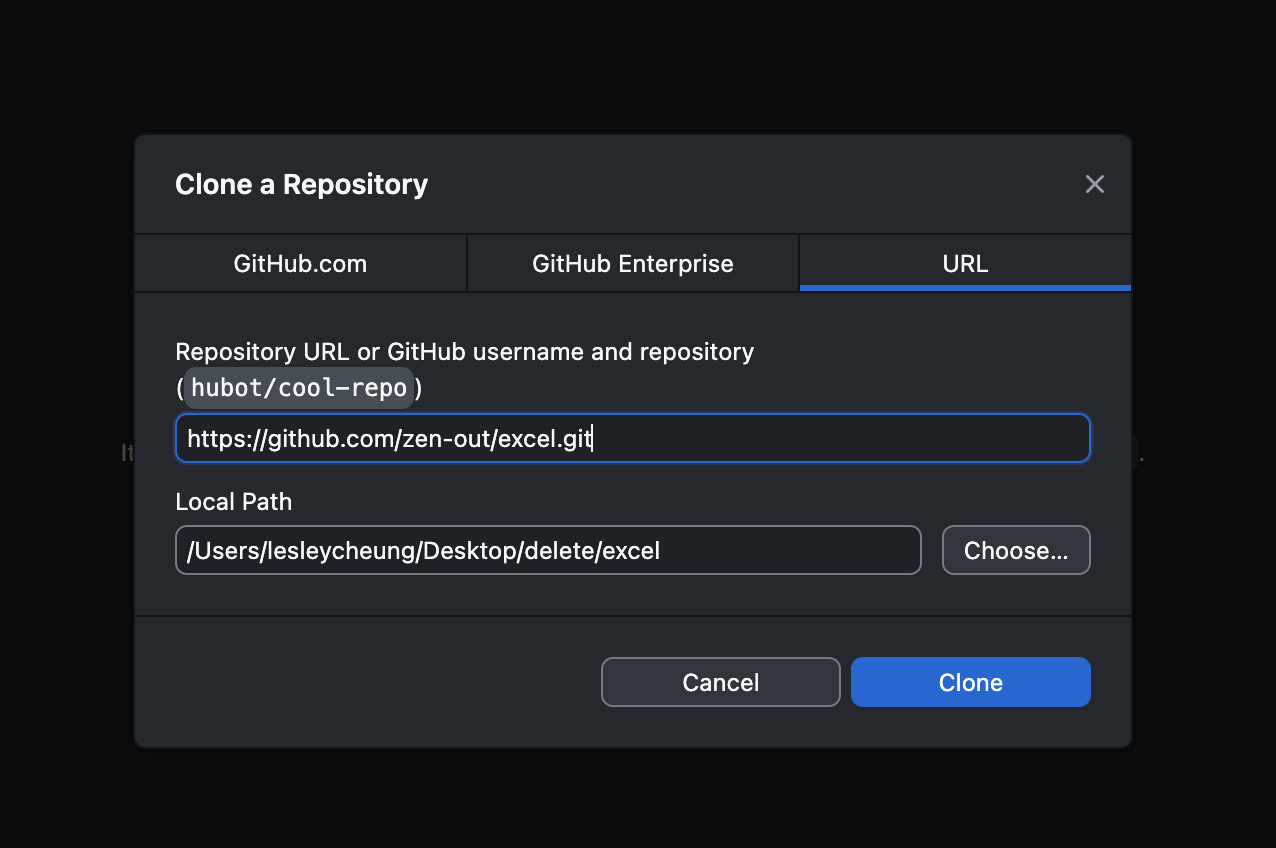 Clone a Repository
GitHub.com
GitHub Enterprise
URL
Repository URL or GitHub username and repository
(hubot/cool-repo)
https://github.com/zen-out/excel.git
It
.
Local Path
/Users/lesleycheung/Desktop/delete/excel
Choose...
Cancel
Clone